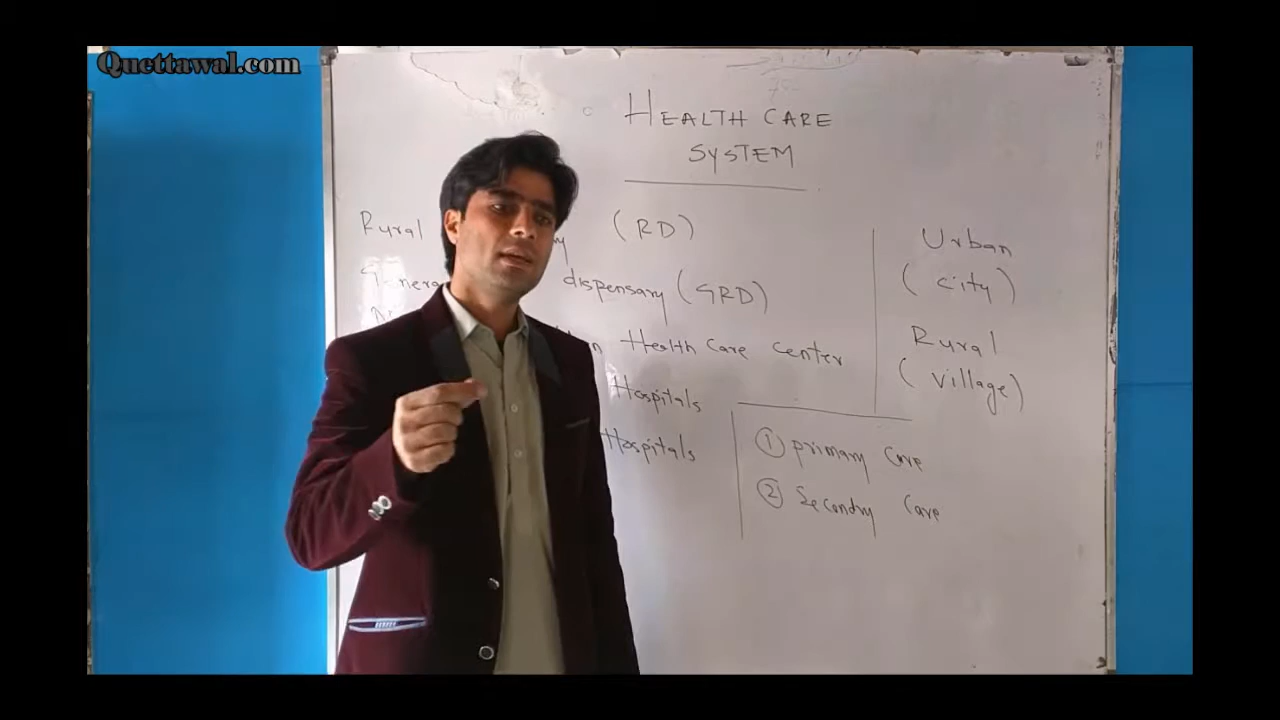 Quettawal.com
HEALTH CARE
SYSTEM
Rural (RD)
dispensary (GRD)
Health Care center
Hospitals
Hospitals
Urban
(City)
Rural
(Village)
① primary Care
② Secondry Care